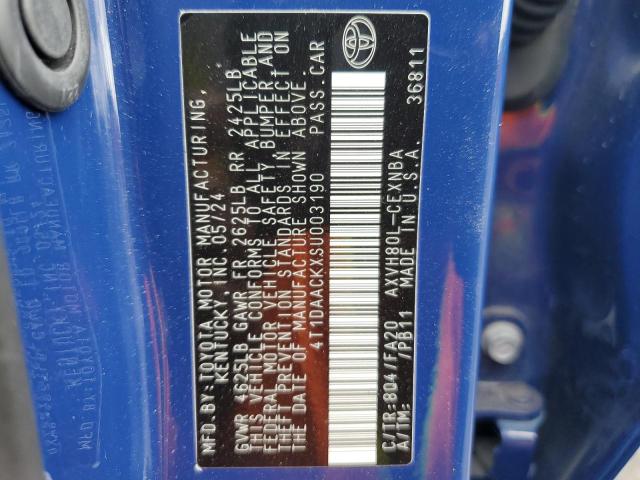 MFD.BY:TOYOTA MOTOR MANUFACTURING,
KENTUCKY INC. 05/24
GVWR 4625LB GAWR FR 2625LB RR 2425LB
THIS VEHICLE CONFORMS TO ALL APPLICABLE
FEDERAL MOTOR VEHICLE SAFETY BUMPER AND
THEFT PREVENTION STANDARDS IN EFFECT ON
THE DATE OF MANUFACTURE SHOWN ABOVE.
4T1DAACKXSU003190 PASS. CAR
C/TR:804/FA20 AXVH80L-CEXNBA
A/TM: /PB11 MADE IN U.S.A. 36811